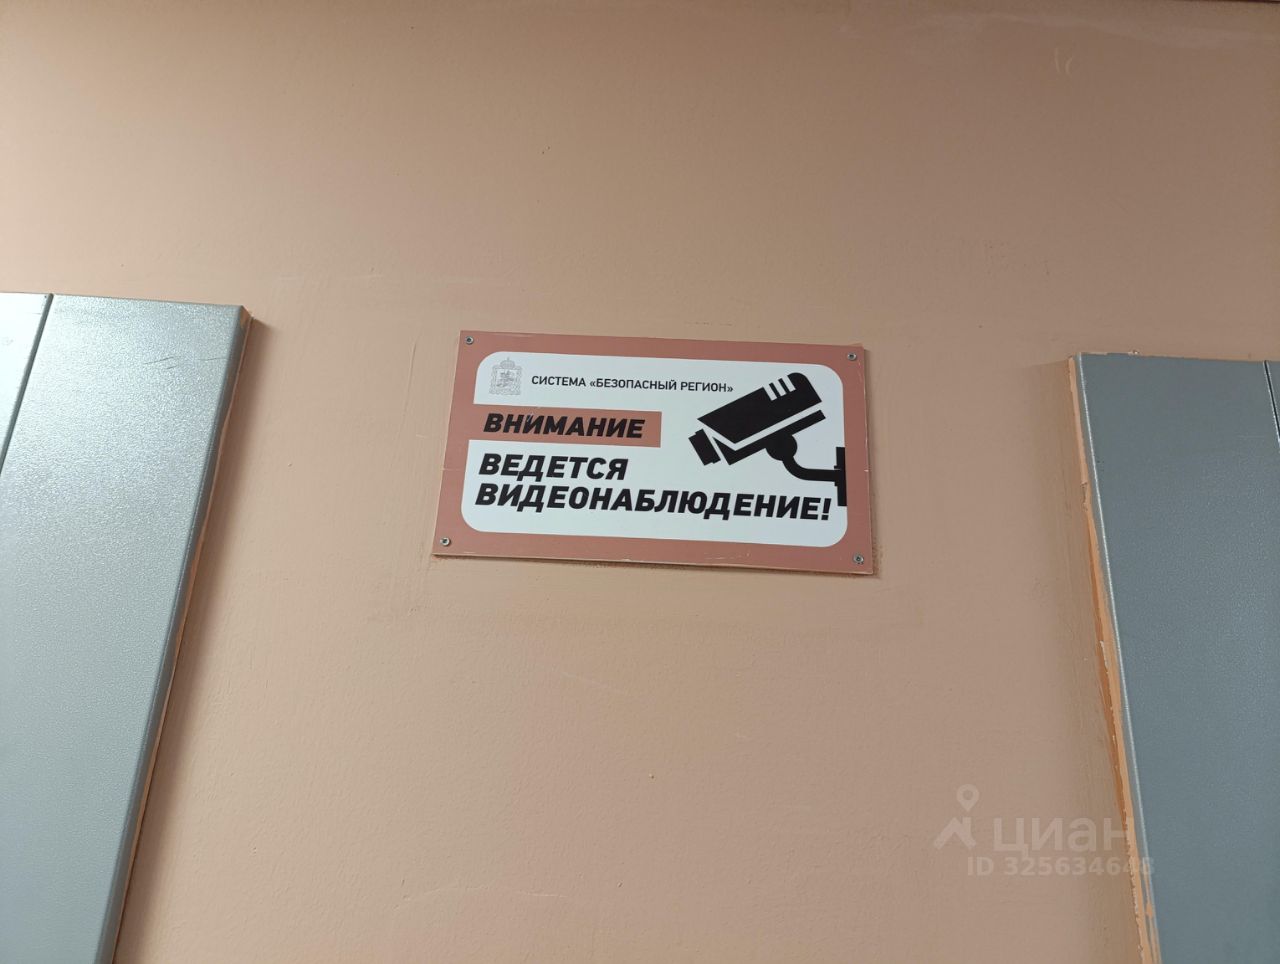 СИСТЕМА «БЕЗОПАСНЫЙ РЕГИОН»
ВНИМАНИЕ
ВЕДЕТСЯ
ВИДЕОНАБЛЮДЕНИЕ!
циан
ID 325634648